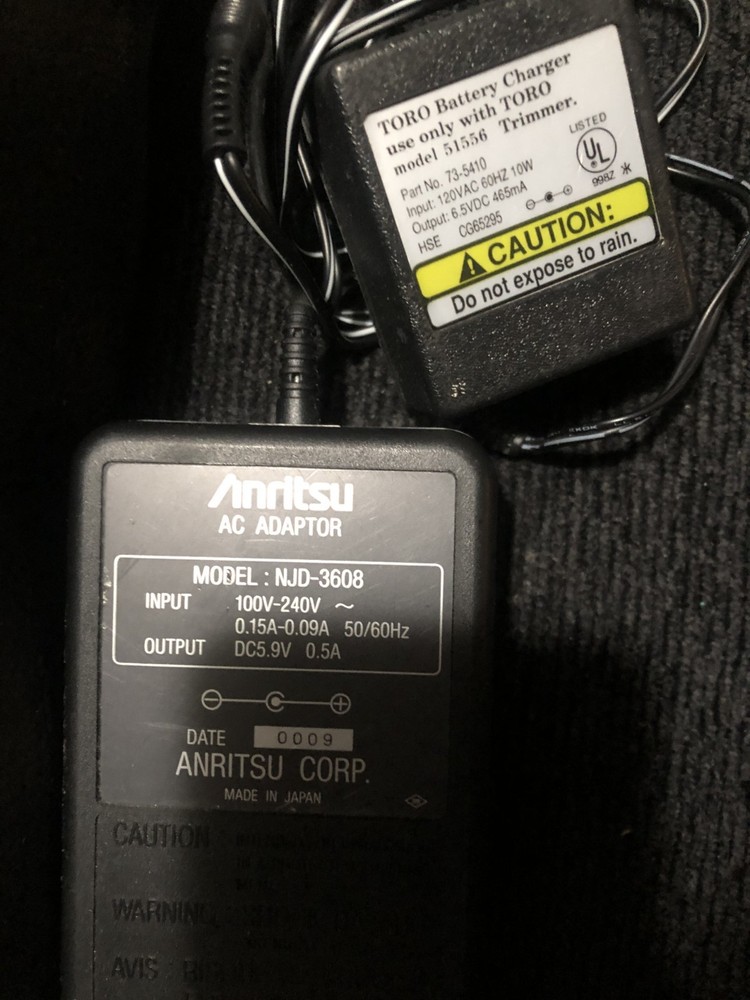 TORO Battery Charger
use only with TORO
model 51556 Trimmer.
Part No. 73-5410
Input: 120VAC 60HZ 10W
Output: 6.5VDC 465mA
HSE CG65295
LISTED
UL
998Z
CAUTION:
Do not expose to rain.
Anritsu
AC ADAPTOR
MODEL : NJD-3608
INPUT 100V-240V ~
0.15A-0.09A 50/60Hz
OUTPUT DC5.9V 0.5A
DATE 0009
ANRITSU CORP.
MADE IN JAPAN
CAUTION
WARNING
AVIS :